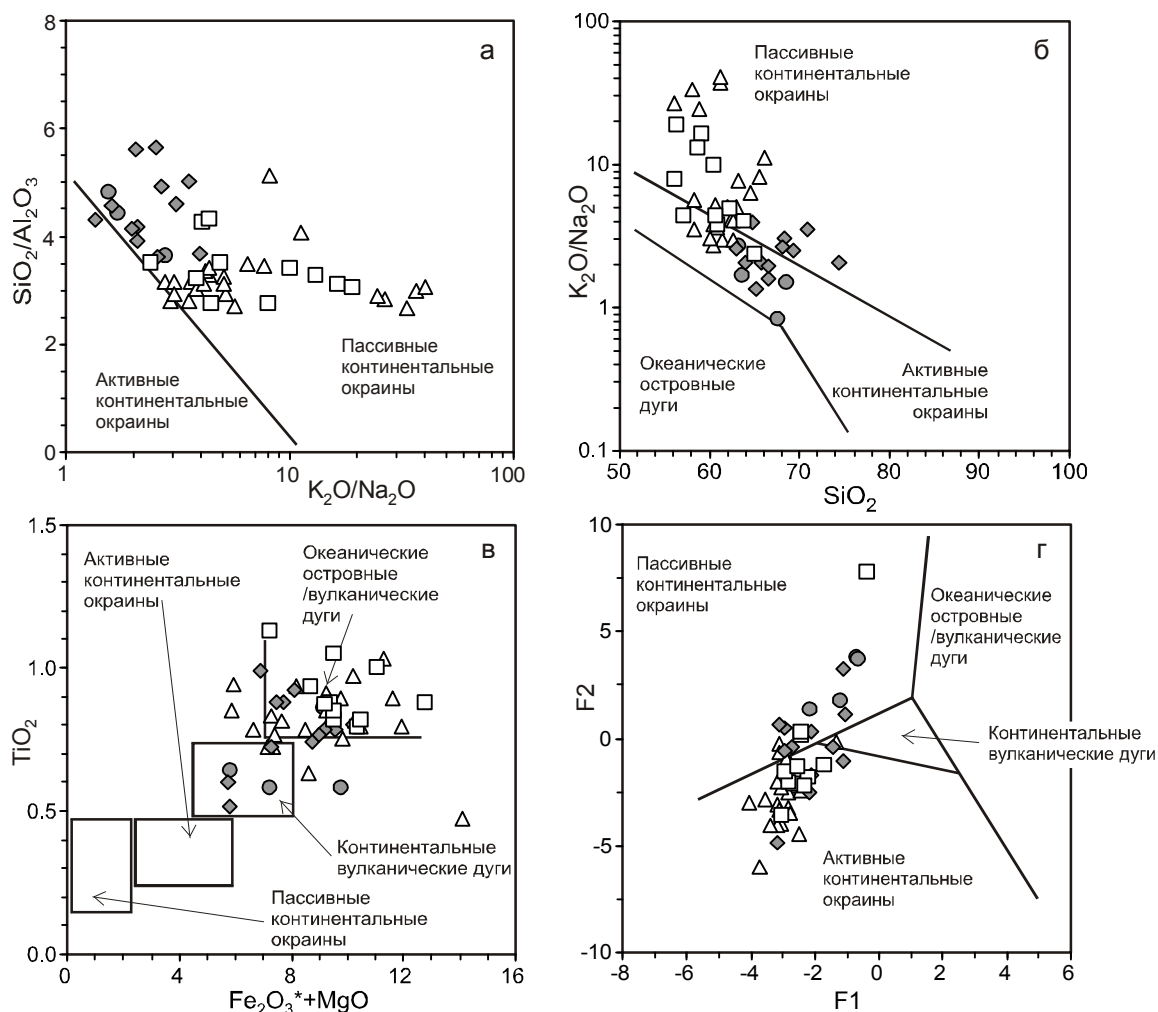 а
8
6
4
2
0
SiO₂/Al₂O₃
Активные
континентальные
окраины
Пассивные
континентальные
окраины
1
10
100
K₂O/Na₂O
б
100
10
1
0.1
K₂O/Na₂O
Пассивные
континентальные
окраины
Океанические
островные
дуги
Активные
континентальные
окраины
50
60
70
80
90
100
SiO₂
в
1.5
1.0
0.5
0.0
TiO₂
Активные
континентальные
окраины
Океанические
островные
/вулканические
дуги
Континентальные
вулканические дуги
Пассивные
континентальные
окраины
0
4
8
12
16
Fe₂O₃*+MgO
г
10
5
0
-5
-10
F2
Пассивные
континентальные
окраины
Океанические
островные
/вулканические
дуги
Континентальные
вулканические дуги
Активные
континентальные
окраины
-8
-6
-4
-2
0
2
4
6
F1